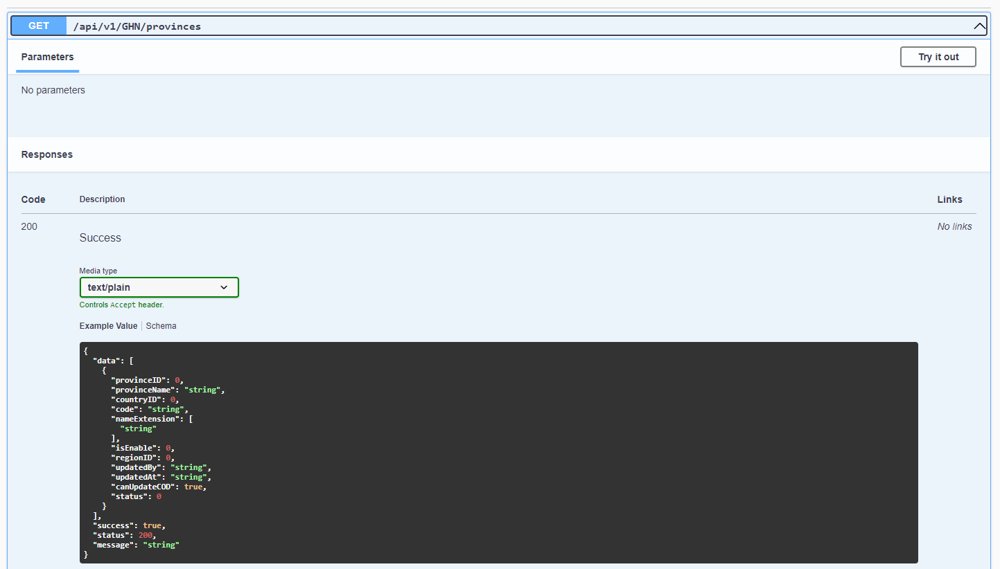 GET /api/v1/GHN/provinces
Parameters
Try it out
No parameters
Responses
Code Description Links
200 Success No links
Media type
text/plain
Controls Accept header.
Example Value Schema
{
  "data": [
    {
      "provinceID": 0,
      "provinceName": "string",
      "countryID": 0,
      "code": "string",
      "nameExtension": [
        "string"
      ],
      "isEnable": 0,
      "regionID": 0,
      "updatedBy": "string",
      "updatedAt": "string",
      "canUpdateCOD": true,
      "status": 0
    }
  ],
  "success": true,
  "status": 200,
  "message": "string"
}